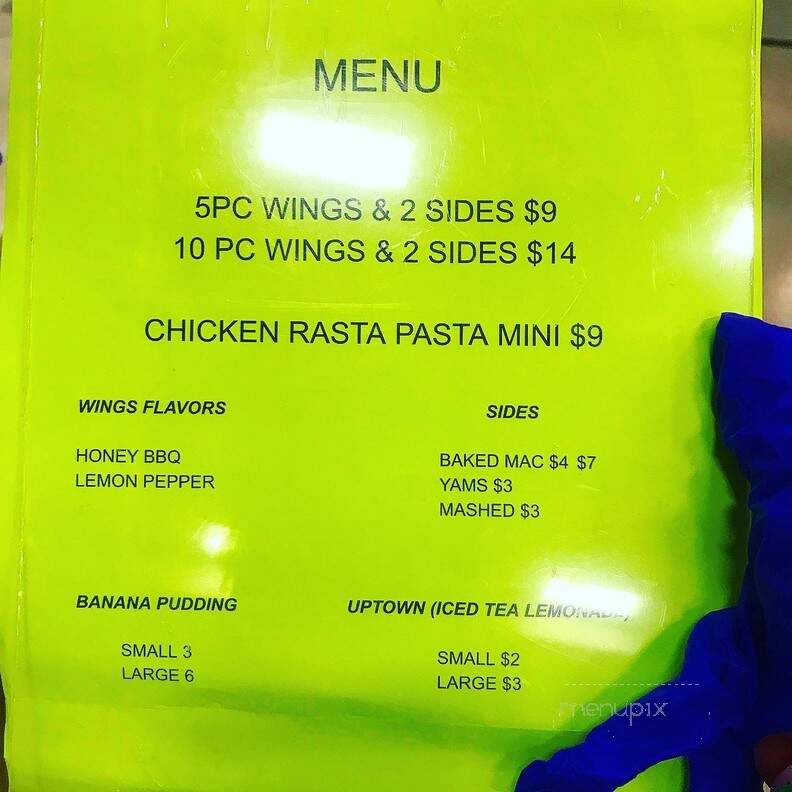 MENU
5PC WINGS & 2 SIDES $9
10 PC WINGS & 2 SIDES $14
CHICKEN RASTA PASTA MINI $9
WINGS FLAVORS
HONEY BBQ
LEMON PEPPER
SIDES
BAKED MAC $4 $7
YAMS $3
MASHED $3
BANANA PUDDING
SMALL 3
LARGE 6
UPTOWN (ICED TEA LEMONADE)
SMALL $2
LARGE $3
menupix